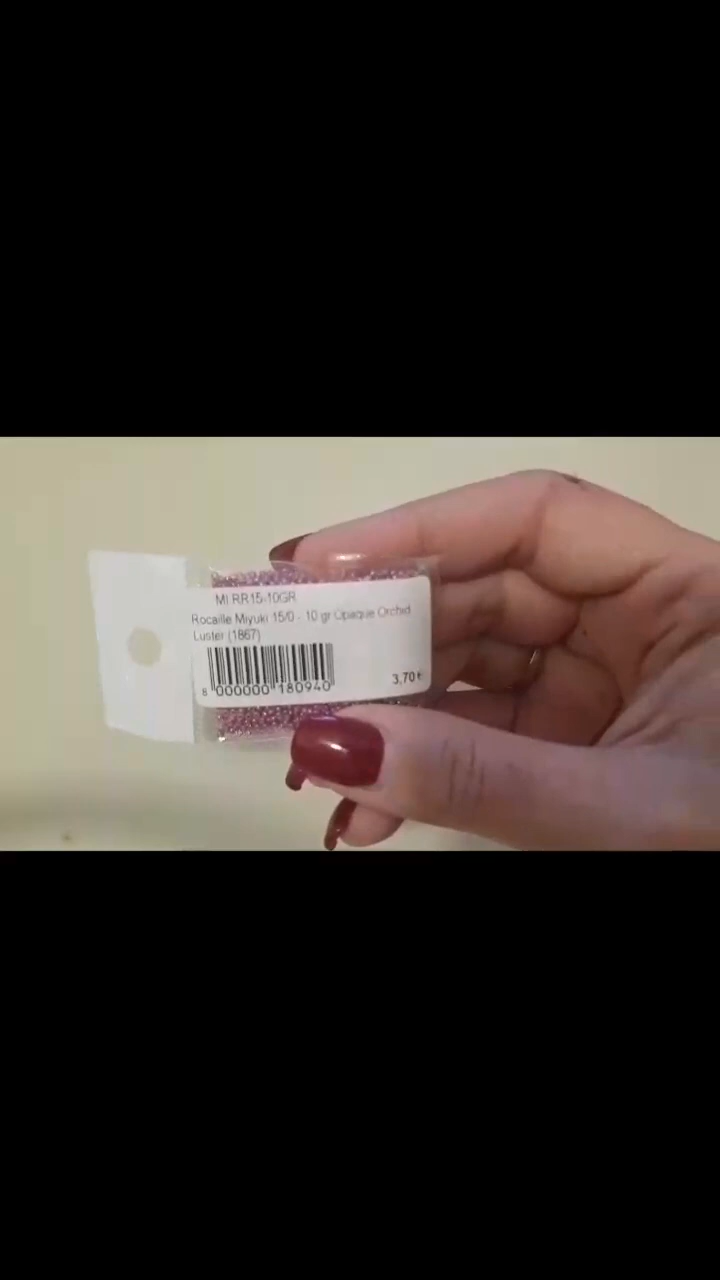 MI RR15-10GR
Rocaille Miyuki 15/0 - 10 gr Opaque Orchid
Luster (1867)
8 000000 180940
3,70 €